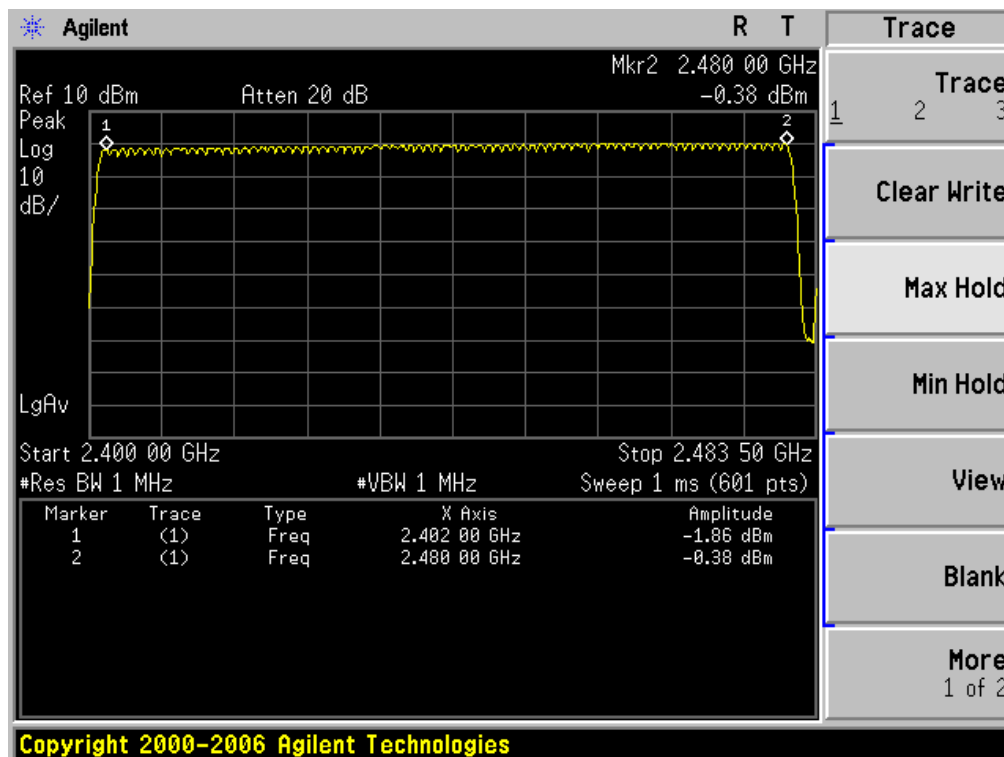 Agilent R T Trace
Mkr2 2.480 00 GHz
Ref 10 dBm Atten 20 dB -0.38 dBm
Peak
Log
10
dB/
1
2
LgAv
Start 2.400 00 GHz Stop 2.483 50 GHz
#Res BW 1 MHz #VBW 1 MHz Sweep 1 ms (601 pts)
Marker Trace Type X Axis Amplitude
1 (1) Freq 2.402 00 GHz -1.86 dBm
2 (1) Freq 2.480 00 GHz -0.38 dBm
Trace
1 2 3
Clear Write
Max Hold
Min Hold
View
Blank
More
1 of 2
Copyright 2000-2006 Agilent Technologies